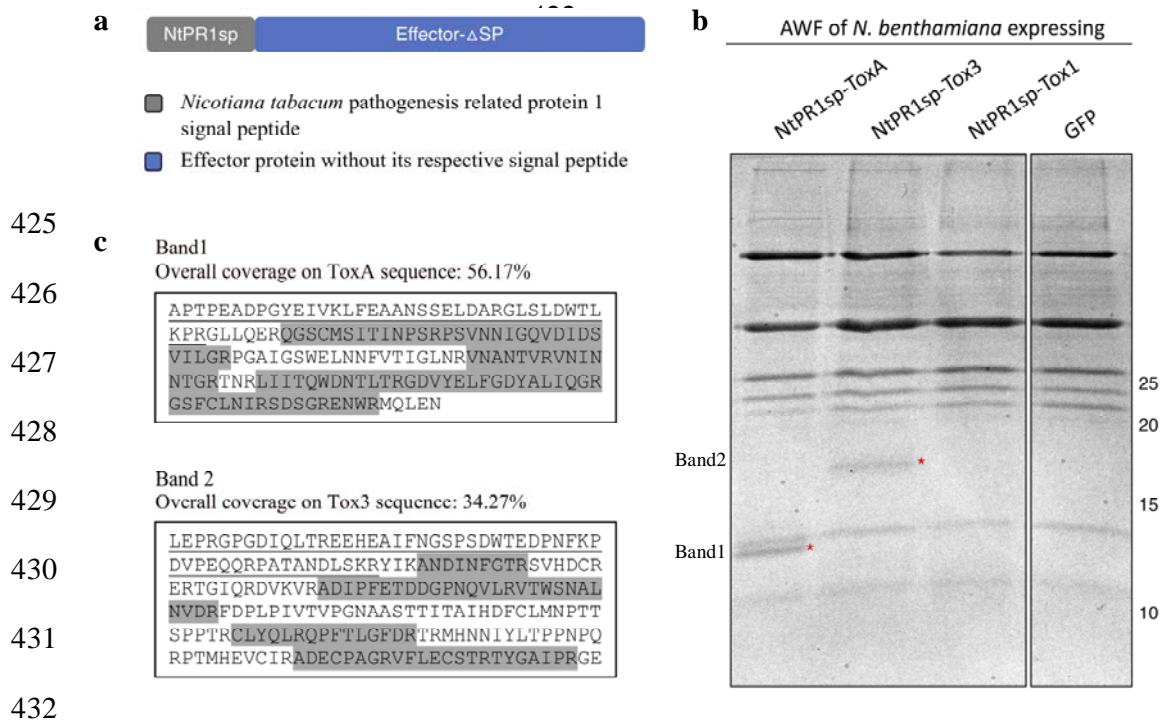 a
NtPR1sp
Effector-△SP
Nicotiana tabacum pathogenesis related protein 1
signal peptide
Effector protein without its respective signal peptide
b
AWF of N. benthamiana expressing
NtPR1sp-ToxA
NtPR1sp-Tox3
NtPR1sp-Tox1
GFP
25
20
15
10
Band2
*
Band1
*
425
426
427
428
429
430
431
432
c
Band1
Overall coverage on ToxA sequence: 56.17%
APTPEADPGYEIVKLFEAANSSELDARGLSLDWTL
KPRGLLQERQGSCMSITINPSRPSVNNIGQVDIDS
VILGRPGAIGSWELNNFVTIGLNRVNANTVRVNIN
NTGRTNRLIITQWDNTLTRGDVYELFGDYALIQGR
GSFCLNIRSDSGRENWRMQLEN
Band 2
Overall coverage on Tox3 sequence: 34.27%
LEPRGPGDIQLTREEHEAIFNGSPSDWTEDPNFKP
DVPEQQRPATANDLSKRYIKANDINFGTRSVHDCR
ERTGIQRDVKVRADIPFETDDGPNQVLRVTWSNAL
NVDRFDPLPIVTVPGNAASTTITAIHDFCLMNPTT
SPPTRCLYQLRQPFTLGFDRTRMHNNIYLTPPNPQ
RPTMHEVCIRADECPAGRVFLECSTRTYGAIPRGE